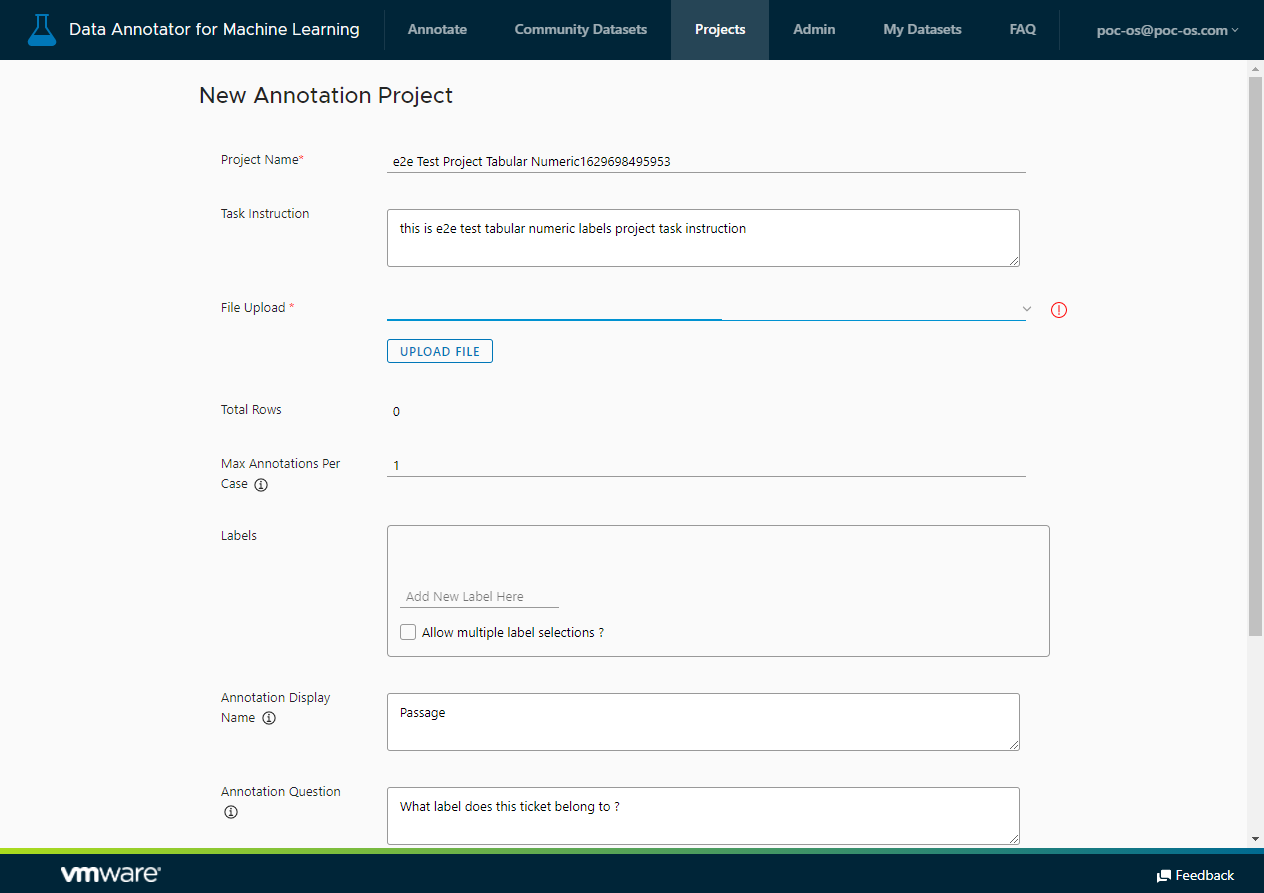 Data Annotator for Machine Learning
Annotate
Community Datasets
Projects
Admin
My Datasets
FAQ
poc-os@poc-os.com
New Annotation Project
Project Name*
e2e Test Project Tabular Numeric1629698495953
Task Instruction
this is e2e test tabular numeric labels project task instruction
File Upload *
UPLOAD FILE
Total Rows
0
Max Annotations Per
Case
1
Labels
Add New Label Here
Allow multiple label selections ?
Annotation Display
Name
Passage
Annotation Question
What label does this ticket belong to ?
vmware
Feedback